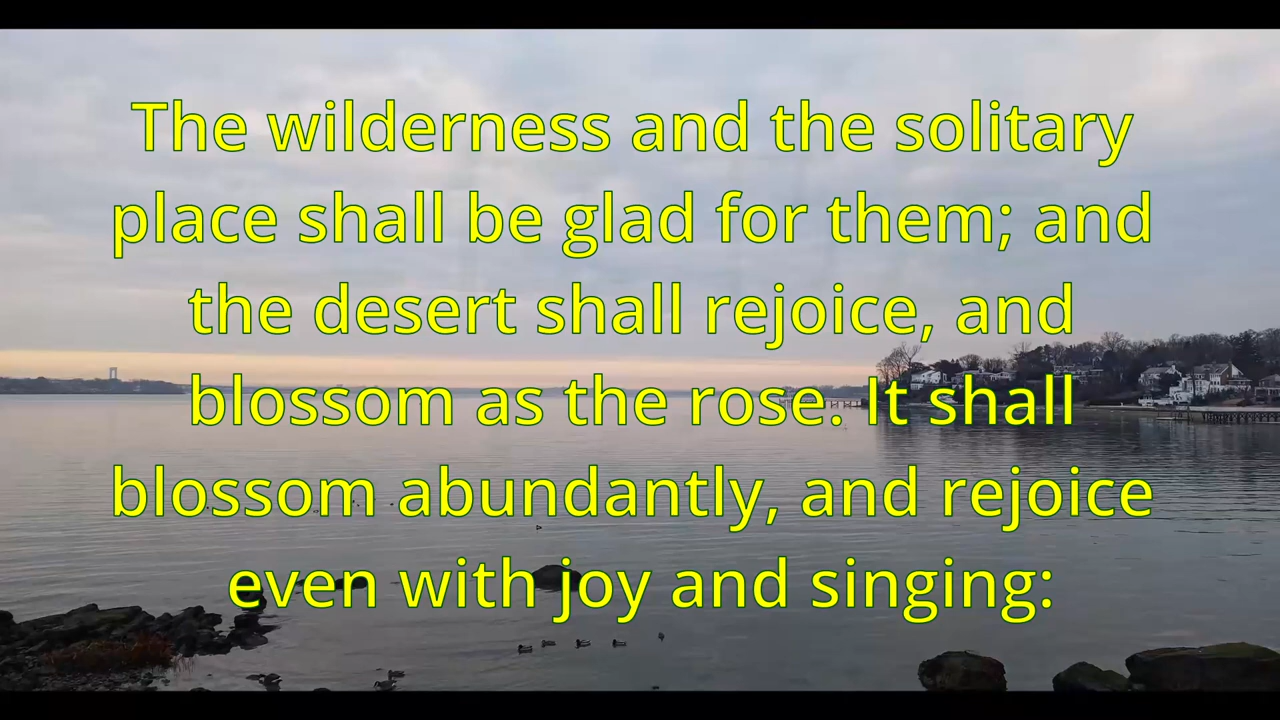 The wilderness and the solitary
place shall be glad for them; and
the desert shall rejoice, and
blossom as the rose. It shall
blossom abundantly, and rejoice
even with joy and singing: